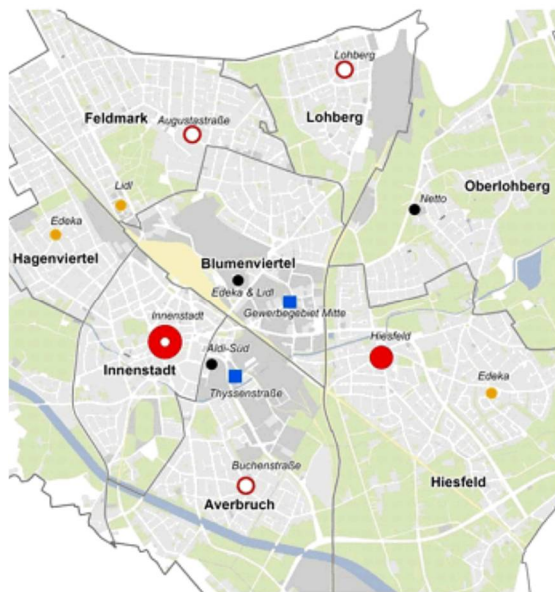 Lohberg
Feldmark
Augustastraße
Lohberg
Lidl
Oberlohberg
Netto
Edeka
Hagenviertel
Blumenviertel
Edeka & Lidl
Gewerbegebiet Mitte
Innenstadt
Hiesfeld
Aldi-Süd
Innenstadt
Edeka
Thyssenstraße
Buchenstraße
Hiesfeld
Averbruch